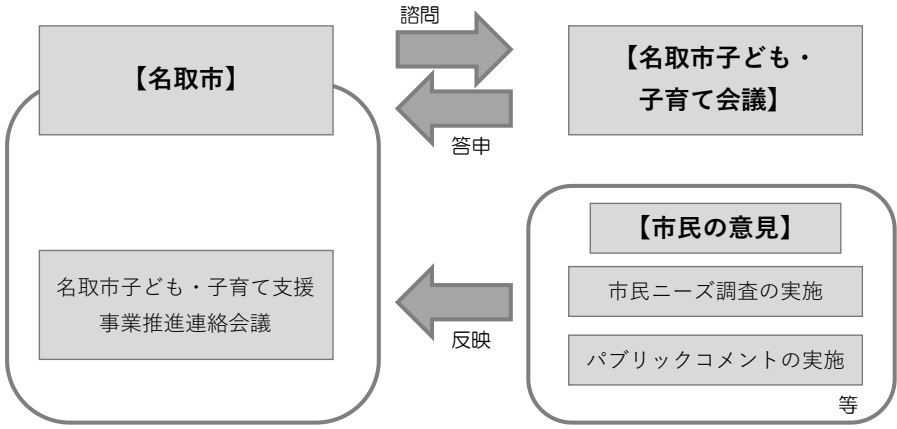 諮問
【名取市】
【名取市子ども・
子育て会議】
答申
【市民の意見】
名取市子ども・子育て支援
事業推進連絡会議
市民ニーズ調査の実施
反映
パブリックコメントの実施
等